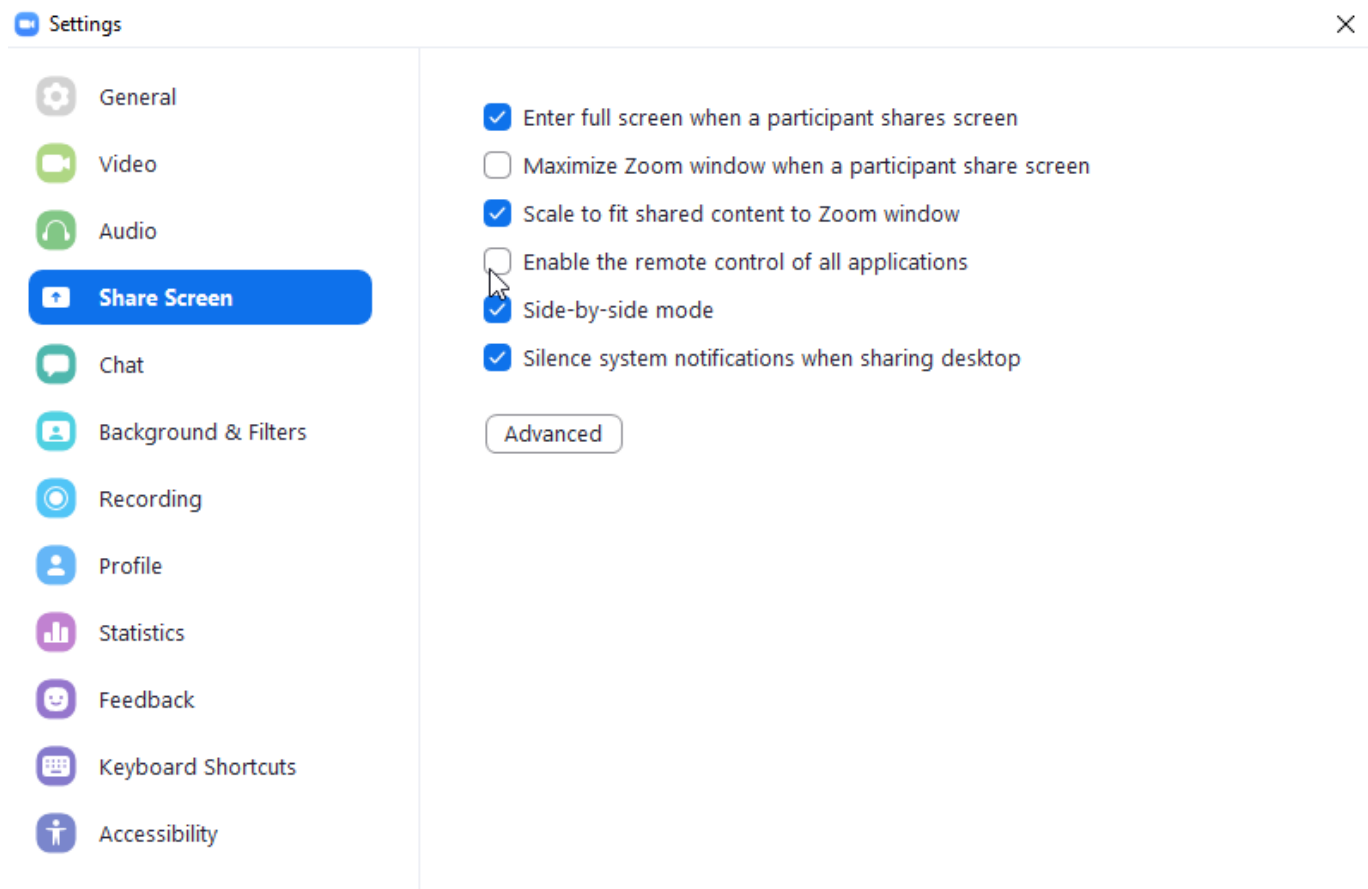 Settings
General
Video
Audio
Share Screen
Chat
Background & Filters
Recording
Profile
Statistics
Feedback
Keyboard Shortcuts
Accessibility
Enter full screen when a participant shares screen
Maximize Zoom window when a participant share screen
Scale to fit shared content to Zoom window
Enable the remote control of all applications
Side-by-side mode
Silence system notifications when sharing desktop
Advanced